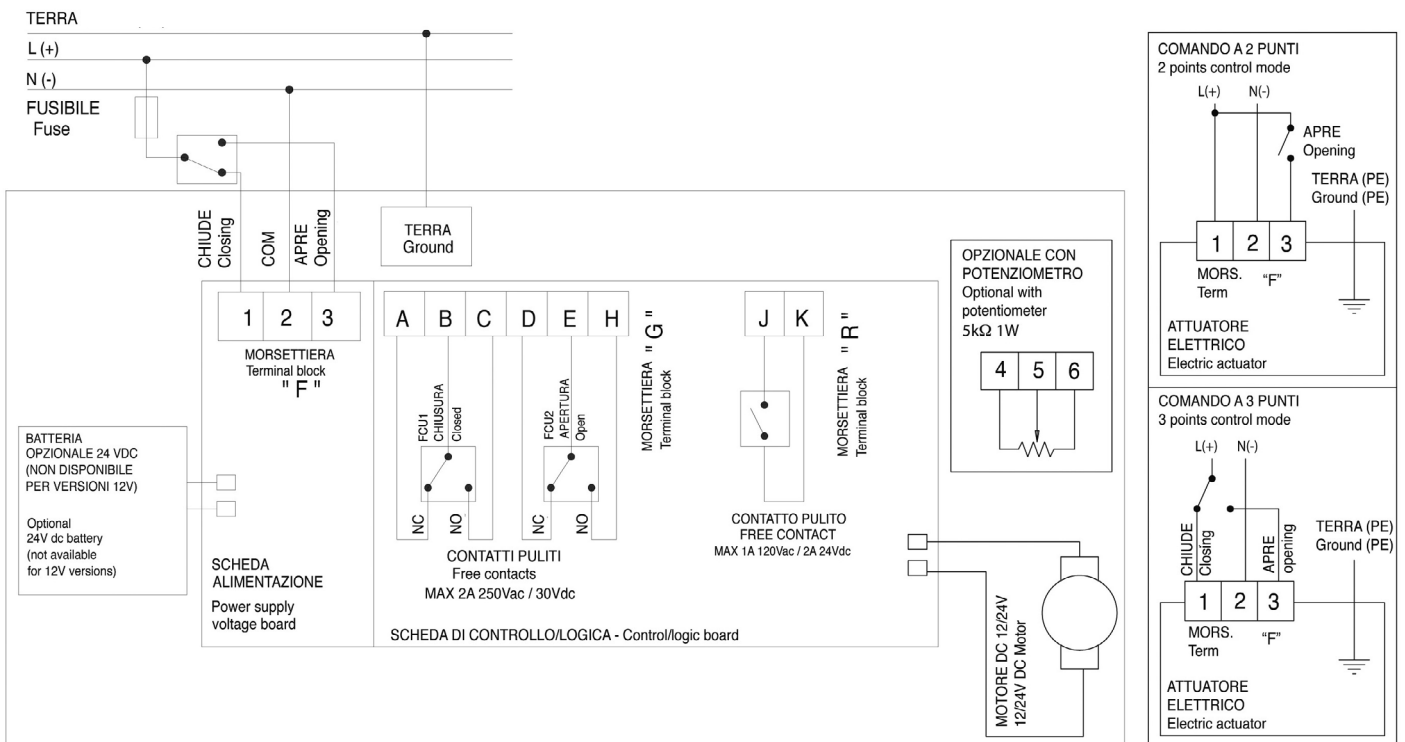 TERRA
L (+)
N (-)
FUSIBILE
Fuse
CHIUDE
Closing
COM
APRE
Opening
TERRA
Ground
1 2 3
MORSETTIERA
Terminal block
"F"
A B C D E H
MORSETTIERA "G"
Terminal block
FCU1
CHIUSURA
Closed
FCU2
APERTURA
Open
NC
NO
NC
NO
CONTATTI PULITI
Free contacts
MAX 2A 250Vac / 30Vdc
J K
MORSETTIERA "R"
Terminal block
CONTATTO PULITO
FREE CONTACT
MAX 1A 120Vac / 2A 24Vdc
OPZIONALE CON
POTENZIOMETRO
Optional with
potentiometer
5kΩ 1W
4 5 6
BATTERIA
OPZIONALE 24 VDC
(NON DISPONIBILE
PER VERSIONI 12V)
Optional
24V dc battery
(not available
for 12V versions)
SCHEDA
ALIMENTAZIONE
Power supply
voltage board
SCHEDA DI CONTROLLO/LOGICA - Control/logic board
MOTORE DC 12/24V
12/24V DC Motor
COMANDO A 2 PUNTI
2 points control mode
L(+) N(-)
APRE
Opening
TERRA (PE)
Ground (PE)
1 2 3
MORS.
Term
"F"
ATTUATORE
ELETTRICO
Electric actuator
COMANDO A 3 PUNTI
3 points control mode
L(+) N(-)
CHIUDE
Closing
APRE
opening
TERRA (PE)
Ground (PE)
1 2 3
MORS.
Term
"F"
ATTUATORE
ELETTRICO
Electric actuator